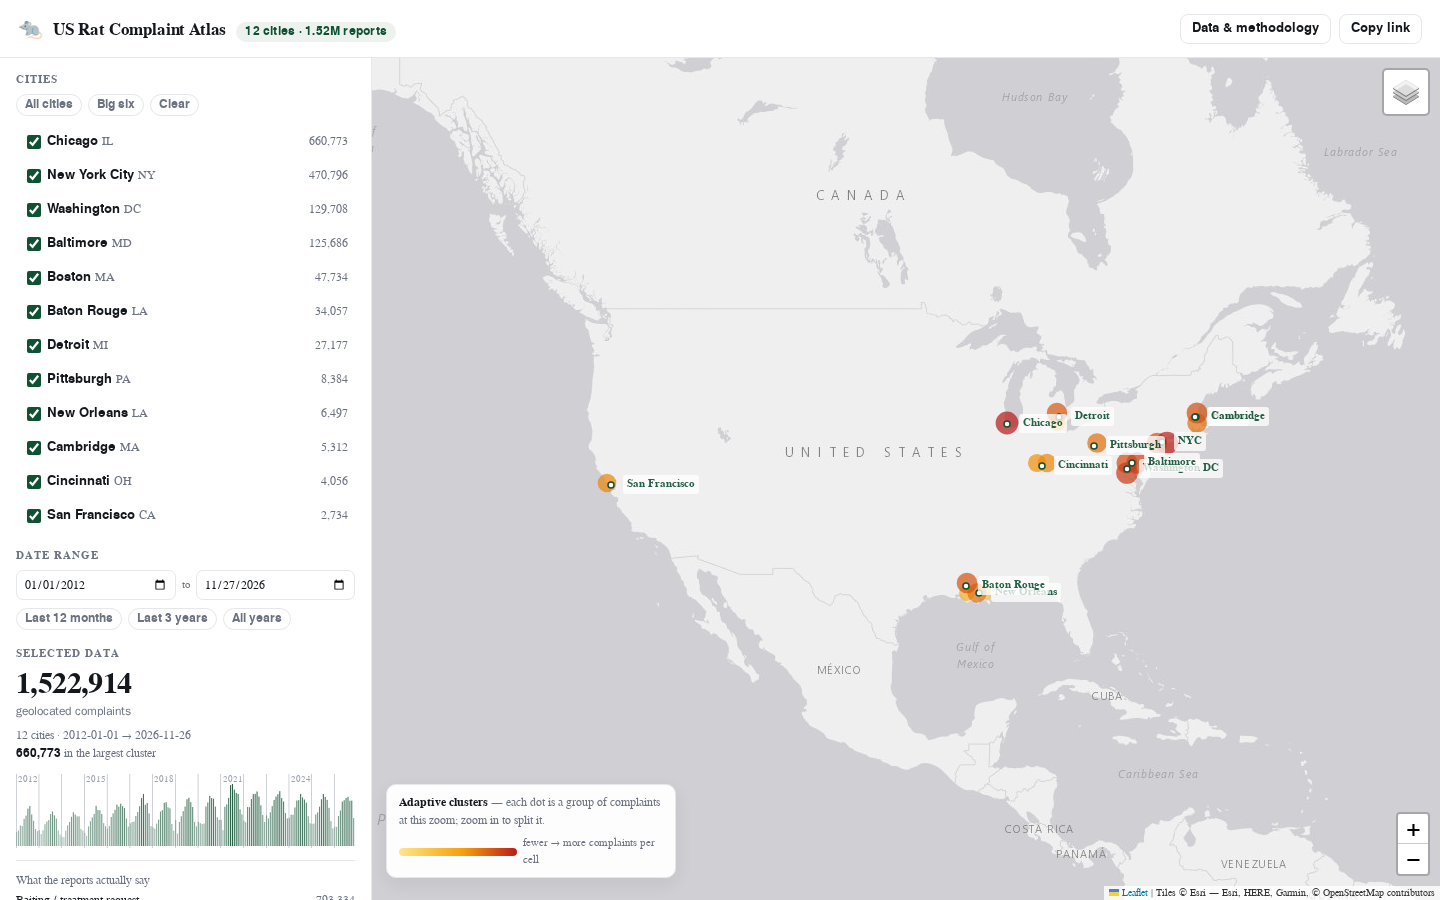 US Rat Complaint Atlas
12 cities · 1.52M reports
Data & methodology
Copy link
CITIES
All cities
Big six
Clear
Chicago IL 660,773
New York City NY 470,796
Washington DC 129,708
Baltimore MD 125,686
Boston MA 47,734
Baton Rouge LA 34,057
Detroit MI 27,177
Pittsburgh PA 8,384
New Orleans LA 6,497
Cambridge MA 5,312
Cincinnati OH 4,056
San Francisco CA 2,734
DATE RANGE
01/01/2012 to 11/27/2026
Last 12 months
Last 3 years
All years
SELECTED DATA
1,522,914
geolocated complaints
12 cities · 2012-01-01 → 2026-11-26
660,773 in the largest cluster
2012 2015 2018 2021 2024
What the reports actually say
Baiting / treatment request 793,334
Hudson Bay
Labrador Sea
CANADA
UNITED STATES
Detroit
Chicago
Cambridge
NYC
Pittsburgh
Baltimore
Washington DC
Cincinnati
San Francisco
Baton Rouge
New Orleans
Gulf of
Mexico
MÉXICO
CUBA
Caribbean Sea
COSTA RICA
PANAMÁ
VENEZUELA
Adaptive clusters — each dot is a group of complaints
at this zoom; zoom in to split it.
fewer → more complaints per
cell
+
−
Leaflet | Tiles © Esri — Esri, HERE, Garmin, © OpenStreetMap contributors